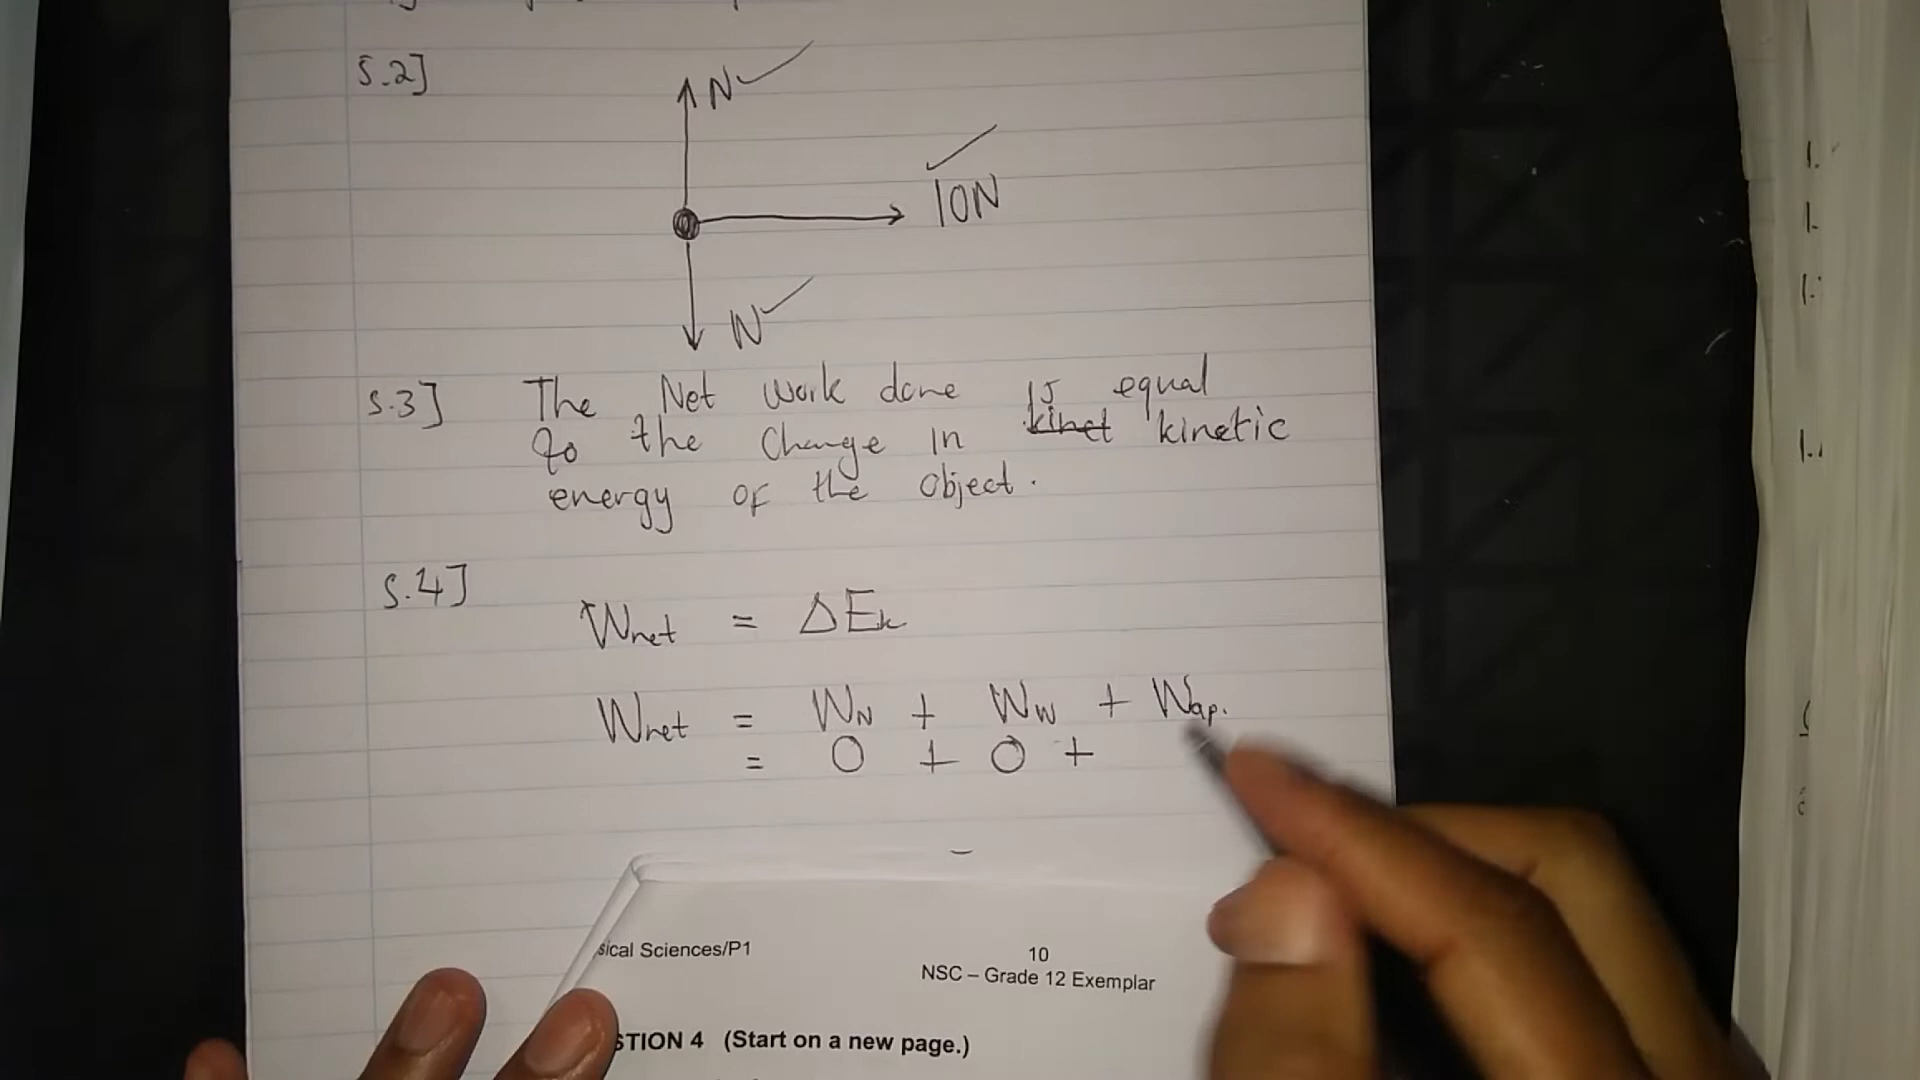 5.2]
N
10N
W
5.3] The Net work done is equal
to the change in kinet kinetic
energy of the object.
5.4]
Wnet = ΔEk
Wnet = WN + WW + Wap.
= 0 + 0 +
sical Sciences/P1
10
NSC – Grade 12 Exemplar
STION 4 (Start on a new page.)